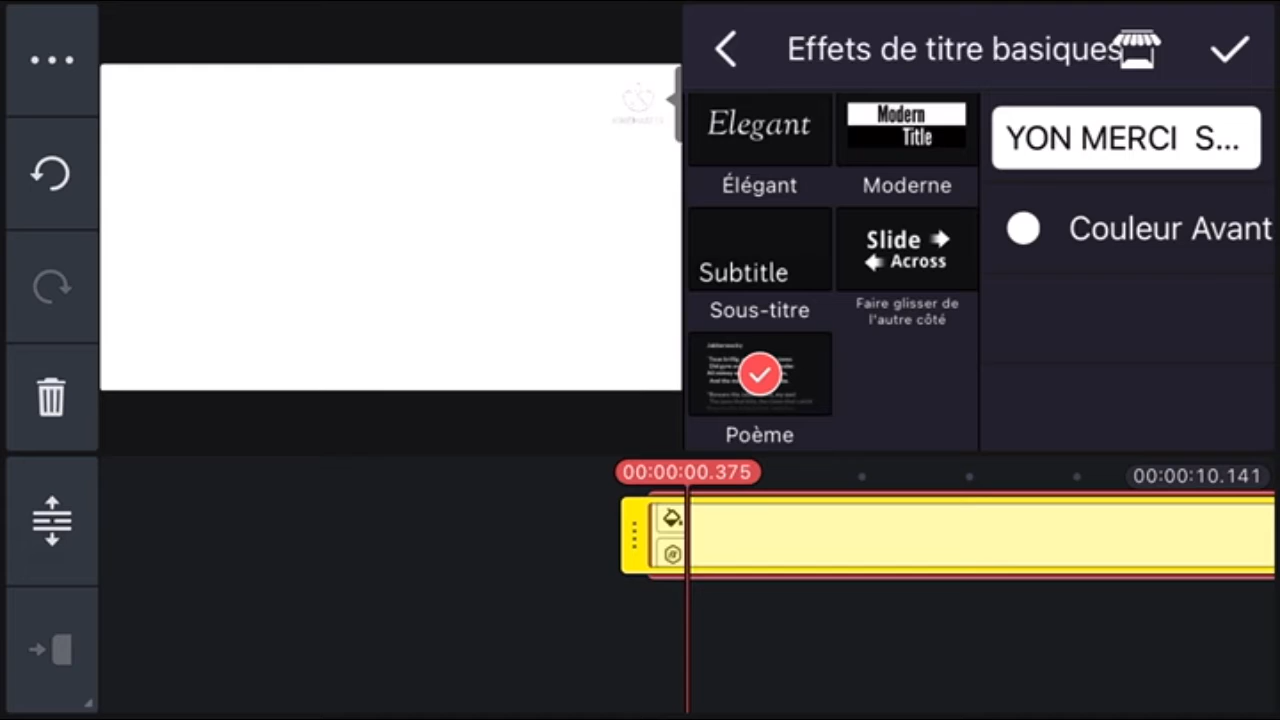 Effets de titre basiques
Elegant
Modern
Title
YON MERCI S...
Élégant
Moderne
Couleur Avant
Subtitle
Slide
Across
Sous-titre
Faire glisser de
l'autre côté
Poème
00:00:00.375
00:00:10.141